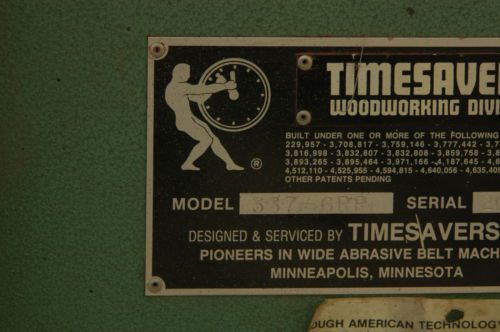 TIMESAVER
WOODWORKING DIVI
BUILT UNDER ONE OR MORE OF THE FOLLOWING
229,957 - 3,708,817 - 3,759,146 - 3,777,442 - 3,7
3,816,998 - 3,832,807 - 3,832,808 - 3,859,758 - 3,8
3,893,265 - 3,895,464 - 3,971,166 - 4,187,645 - 4,6
4,512,110 - 4,525,955 - 4,594,815 - 4,640,056 - 4,635,405
OTHER PATENTS PENDING
®
MODEL 337-6RP SERIAL
DESIGNED & SERVICED BY TIMESAVERS
PIONEERS IN WIDE ABRASIVE BELT MACH
MINNEAPOLIS, MINNESOTA
OUGH AMERICAN TECHNOLOGY